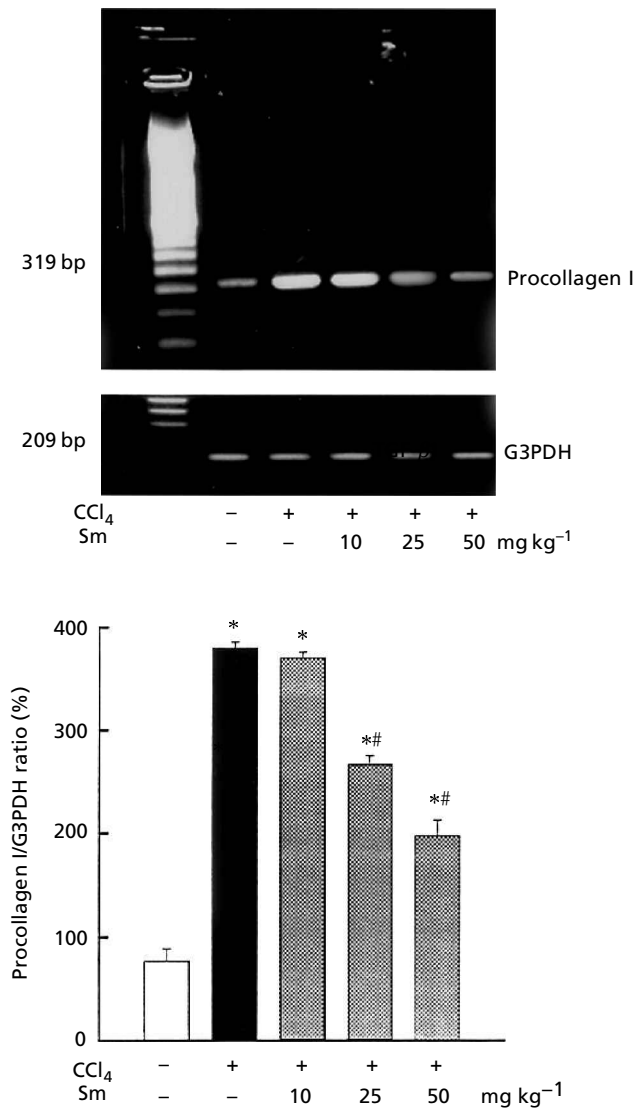 319 bp
Procollagen I
209 bp
G3PDH
CCl₄ – + + + +
Sm – – 10 25 50 mg kg⁻¹
400
300
200
100
0
Procollagen I/G3PDH ratio (%)
* * *# *#
CCl₄ – + + + +
Sm – – 10 25 50 mg kg⁻¹